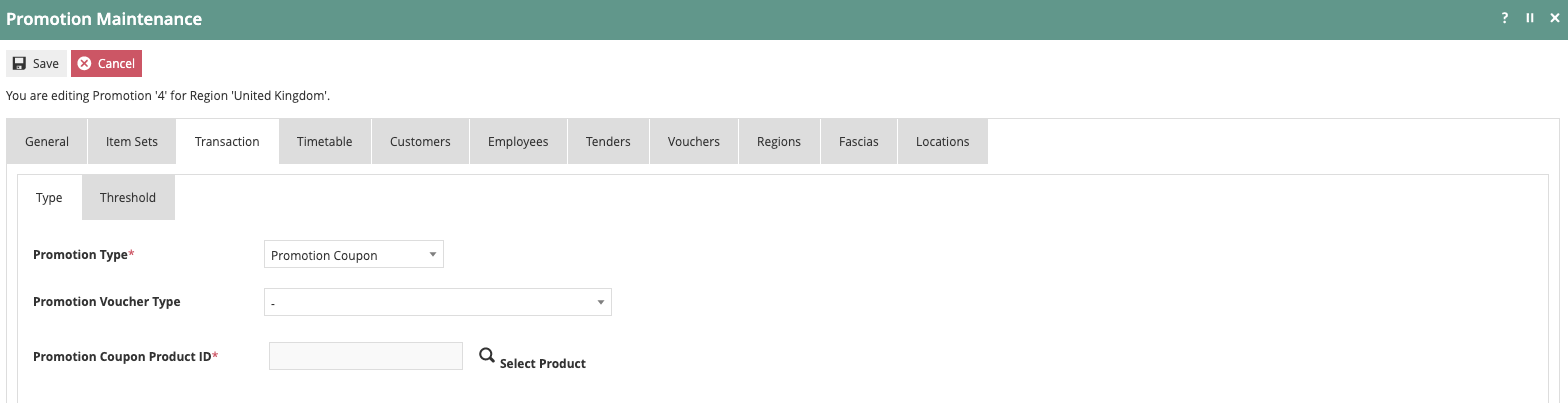 Promotion Maintenance
?
Save Cancel
You are editing Promotion '4' for Region 'United Kingdom'.
General Item Sets Transaction Timetable Customers Employees Tenders Vouchers Regions Fascias Locations
Type Threshold
Promotion Type* Promotion Coupon
Promotion Voucher Type -
Promotion Coupon Product ID* Select Product